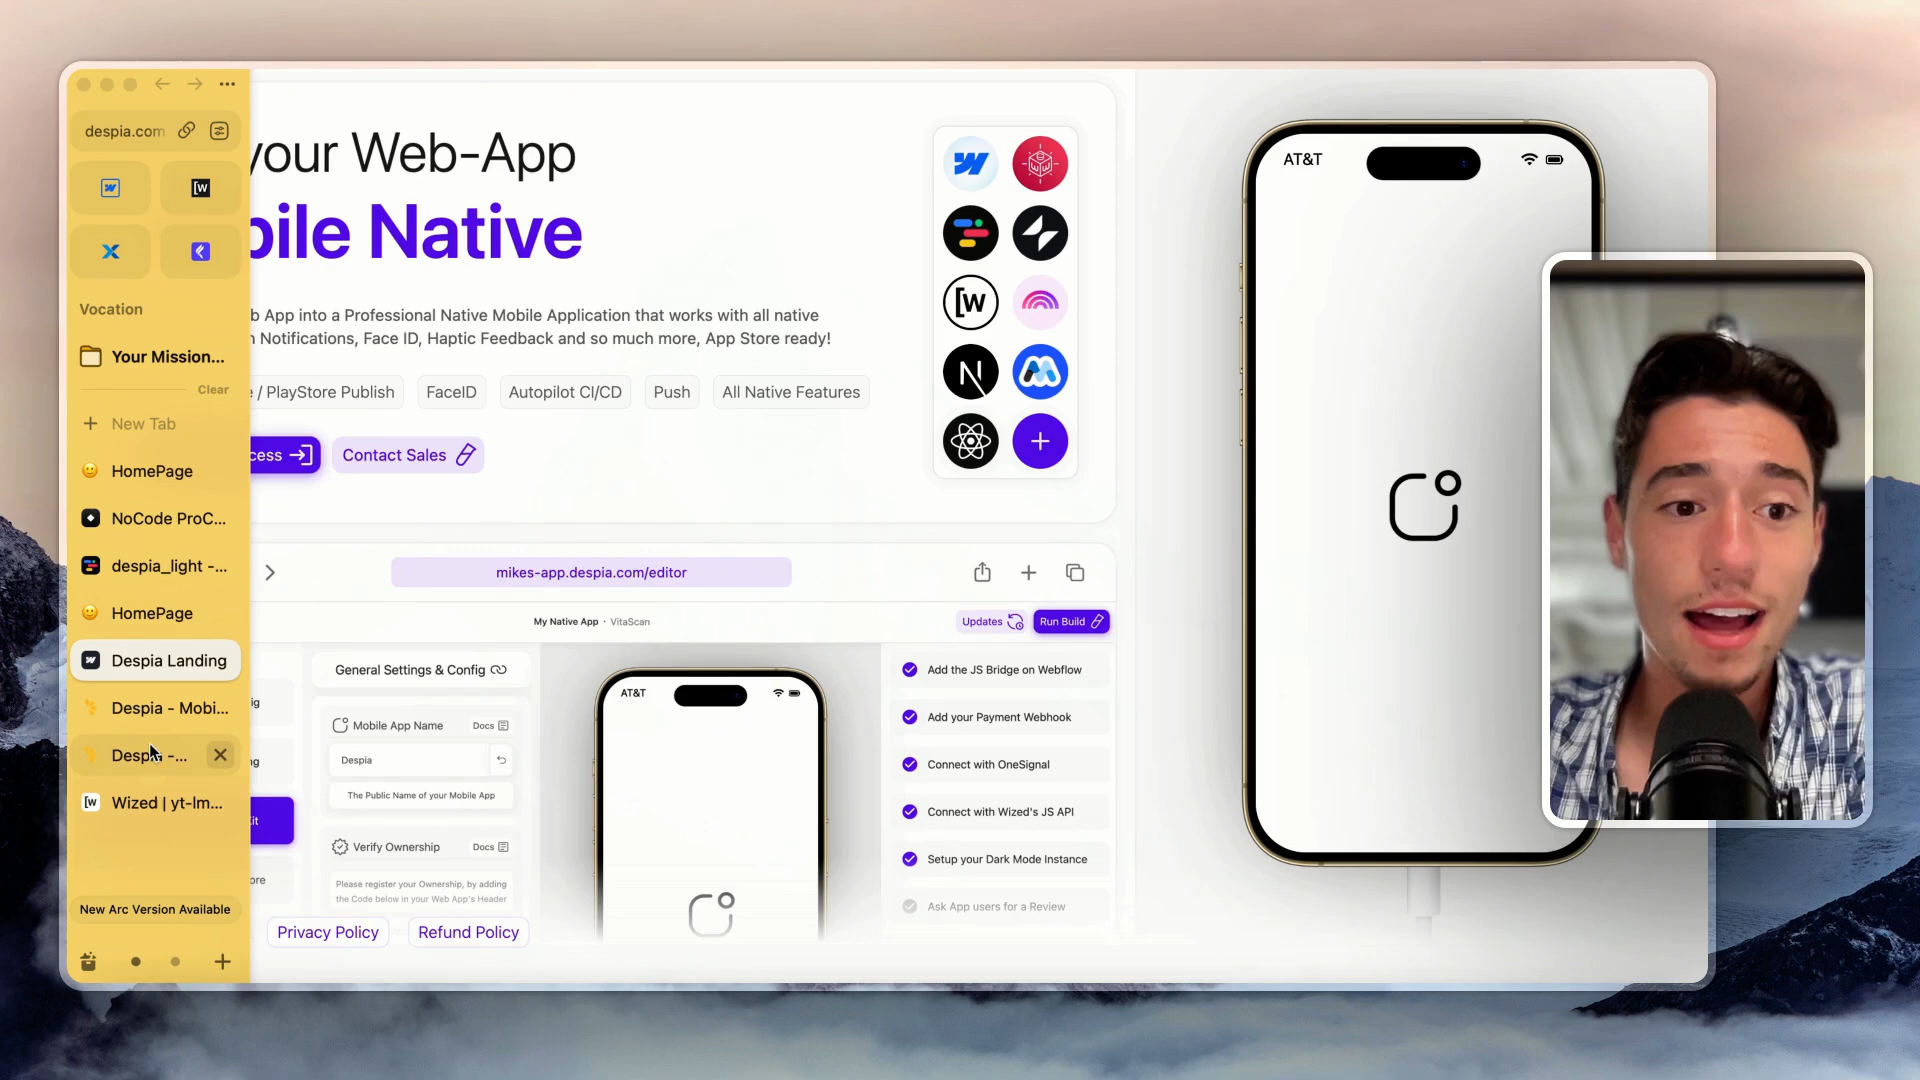 despia.com
Vocation
Your Mission...
Clear
New Tab
HomePage
NoCode ProC...
despia_light -...
HomePage
Despia Landing
Despia - Mobi...
Wized | yt-lm...
New Arc Version Available
your Web-App
bile Native
b App into a Professional Native Mobile Application that works with all native
Notifications, Face ID, Haptic Feedback and so much more, App Store ready!
/ PlayStore Publish
FaceID
Autopilot CI/CD
Push
All Native Features
cess
Contact Sales
mikes-app.despia.com/editor
My Native App • VitaScan
Updates
Run Build
General Settings & Config
Mobile App Name
Docs
Despia
The Public Name of your Mobile App
Verify Ownership
Docs
Please register your Ownership, by adding
the Code below in your Web App's Header
AT&T
Add the JS Bridge on Webflow
Add your Payment Webhook
Connect with OneSignal
Connect with Wized's JS API
Setup your Dark Mode Instance
Ask App users for a Review
Privacy Policy
Refund Policy
AT&T